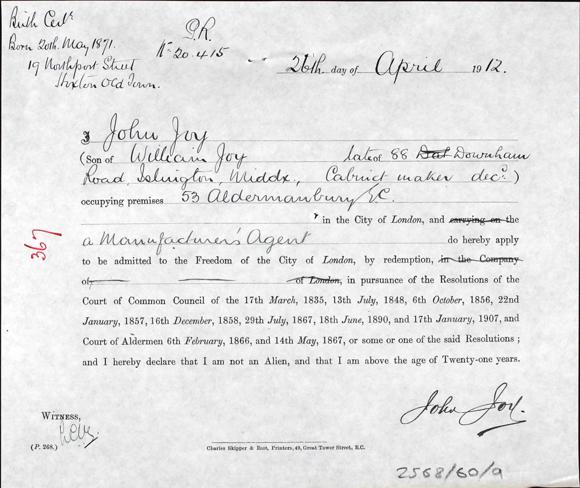 Birth Certe.
Born 20th. May 1871.
19 Northport Street
Hoxton Old Town.
P.R.
No. 20.415
26th. day of April 1912.
I John Joy
(Son of William Joy late of 88 Dal Downham
Road, Islington, Middx., Cabinet maker decd.)
occupying premises 53 Aldermanbury E.C.
in the City of London, and carrying on the
a Manufacturer's Agent do hereby apply
to be admitted to the Freedom of the City of London, by redemption, in the Company
of of London, in pursuance of the Resolutions of the
Court of Common Council of the 17th March, 1835, 13th July, 1848, 6th October, 1856, 22nd
January, 1857, 16th December, 1858, 29th July, 1867, 18th June, 1890, and 17th January, 1907, and
Court of Aldermen 6th February, 1866, and 14th May, 1867, or some or one of the said Resolutions;
and I hereby declare that I am not an Alien, and that I am above the age of Twenty-one years.
367
John Joy.
Witness,
(P. 268.)
Charles Skipper & East, Printers, 49, Great Tower Street, E.C.
2568/60/9